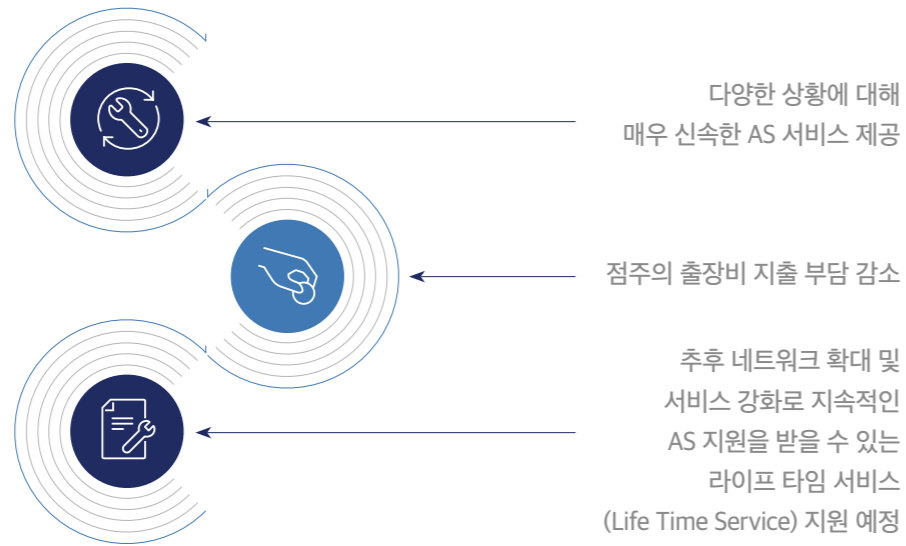 다양한 상황에 대해
매우 신속한 AS 서비스 제공
점주의 출장비 지출 부담 감소
추후 네트워크 확대 및
서비스 강화로 지속적인
AS 지원을 받을 수 있는
라이프 타임 서비스
(Life Time Service) 지원 예정